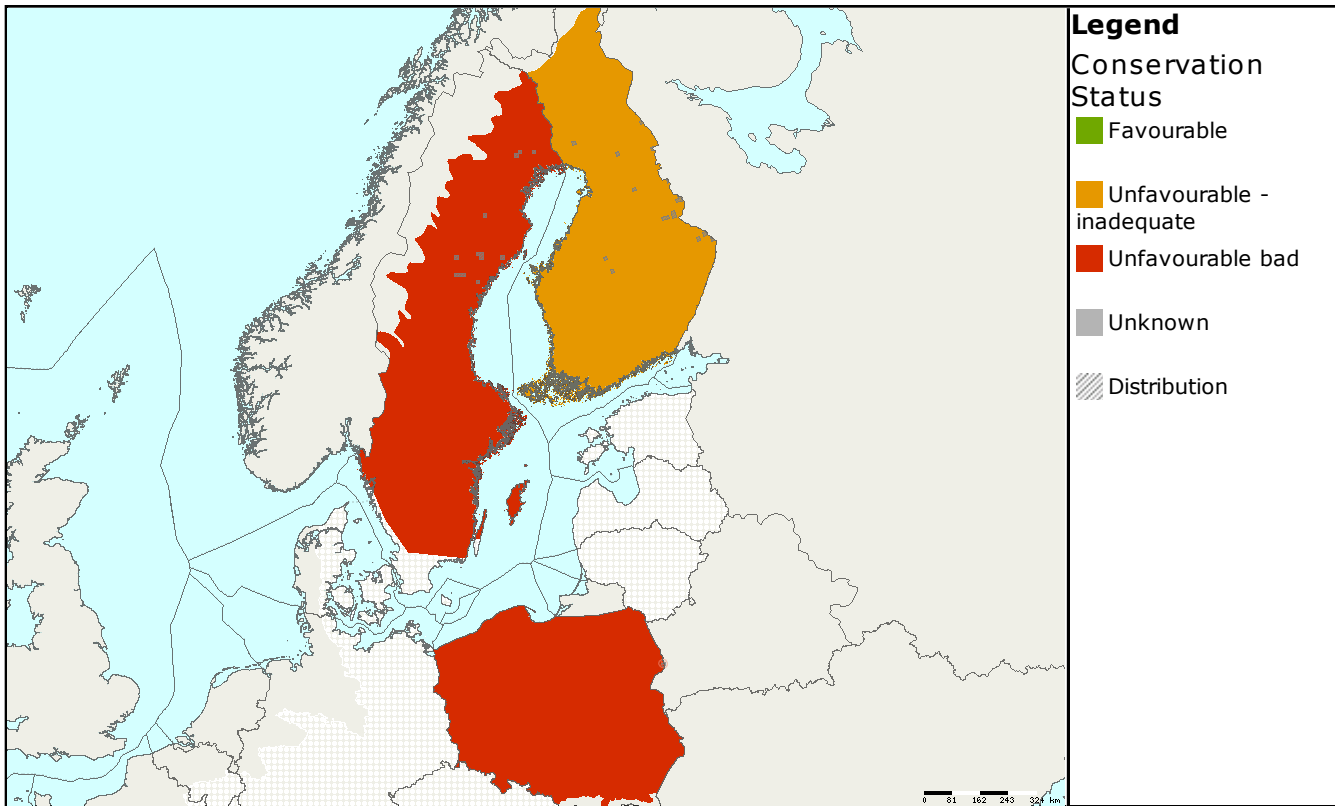 Legend
Conservation
Status
Favourable
Unfavourable -
inadequate
Unfavourable bad
Unknown
Distribution
0 81 162 243 324 km